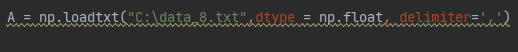 A = np.loadtxt("C:\data_8.txt",dtype = np.float, delimiter=',')